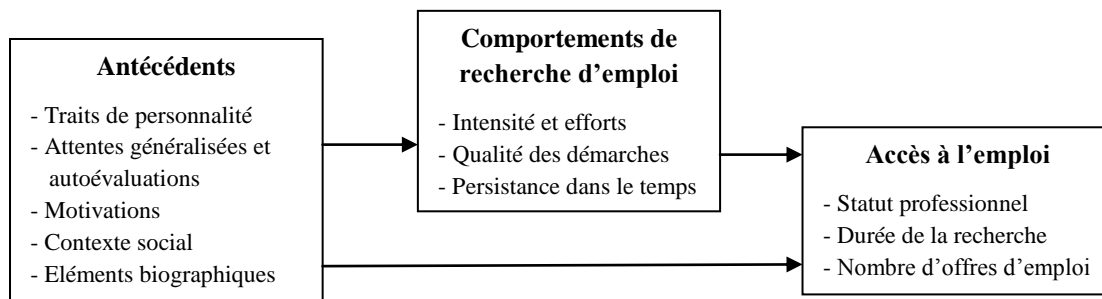 Antécédents
- Traits de personnalité
- Attentes généralisées et
autoévaluations
- Motivations
- Contexte social
- Eléments biographiques
Comportements de
recherche d’emploi
- Intensité et efforts
- Qualité des démarches
- Persistance dans le temps
Accès à l’emploi
- Statut professionnel
- Durée de la recherche
- Nombre d’offres d’emploi